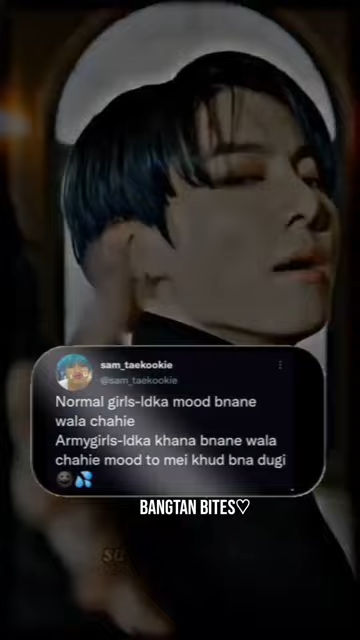 sam_taekookie
@sam_taekookie
Normal girls-ldka mood bnane
wala chahie
Armygirls-ldka khana bnane wala
chahie mood to mei khud bna dugi
😀💦
BANGTAN BITES♡